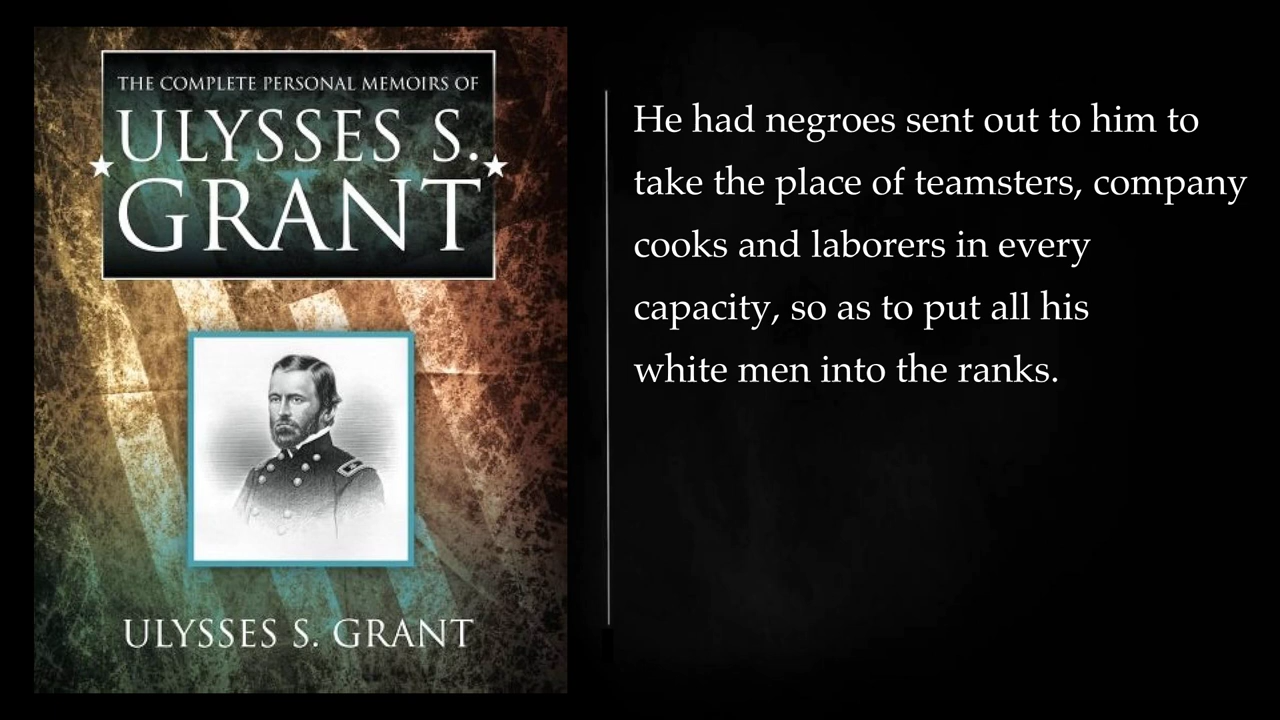 THE COMPLETE PERSONAL MEMOIRS OF
ULYSSES S.
GRANT
ULYSSES S. GRANT
He had negroes sent out to him to
take the place of teamsters, company
cooks and laborers in every
capacity, so as to put all his
white men into the ranks.